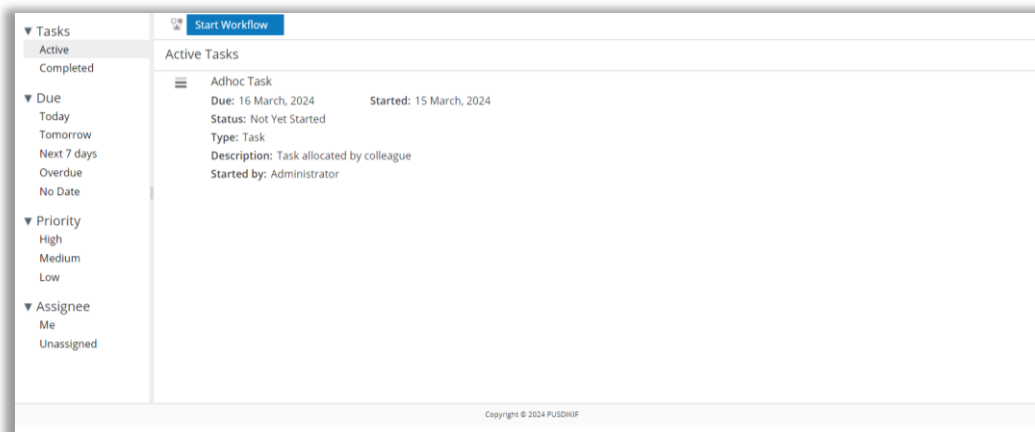 Tasks
Active
Completed
Due
Today
Tomorrow
Next 7 days
Overdue
No Date
Priority
High
Medium
Low
Assignee
Me
Unassigned
Start Workflow
Active Tasks
Adhoc Task
Due: 16 March, 2024 Started: 15 March, 2024
Status: Not Yet Started
Type: Task
Description: Task allocated by colleague
Started by: Administrator
Copyright © 2024 PUSDIKIF